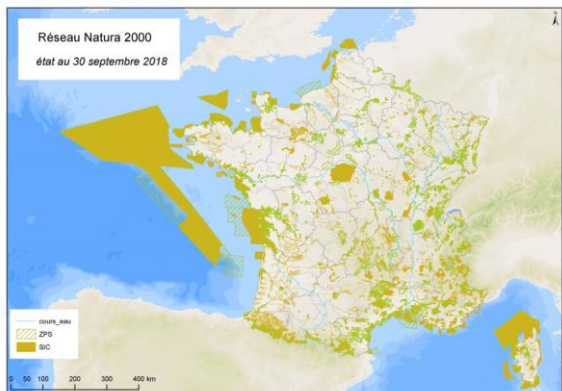 Réseau Natura 2000
état au 30 septembre 2018
N
cours_eau
ZPS
SIC
0 50 100 200 300 400 km